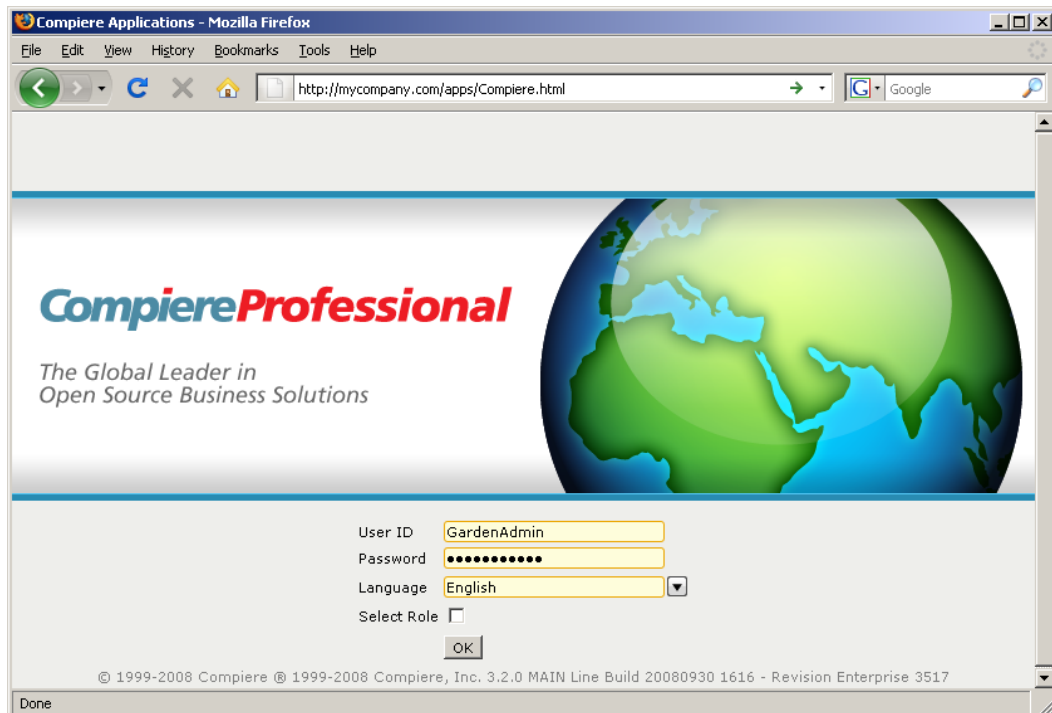 Compiere Applications - Mozilla Firefox
File Edit View History Bookmarks Tools Help
http://mycompany.com/apps/Compiere.html
G Google
CompiereProfessional
The Global Leader in
Open Source Business Solutions
User ID GardenAdmin
Password ●●●●●●●●●●●
Language English
Select Role
OK
© 1999-2008 Compiere ® 1999-2008 Compiere, Inc. 3.2.0 MAIN Line Build 20080930 1616 - Revision Enterprise 3517
Done